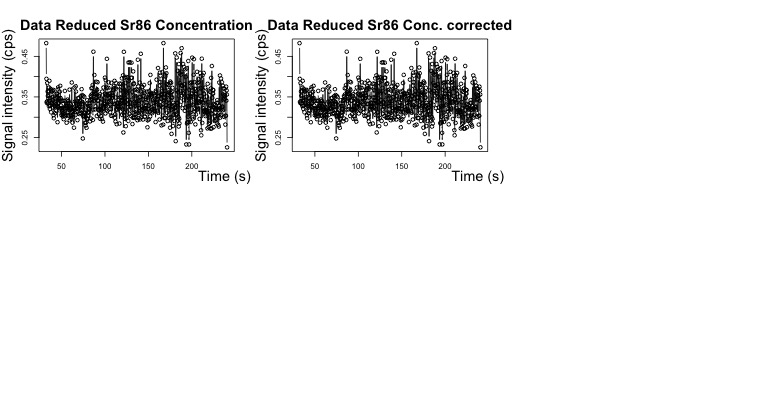 Data Reduced Sr86 Concentration
Signal intensity (cps)
0.45
0.35
0.25
50
100
150
200
Time (s)
Data Reduced Sr86 Conc. corrected
Signal intensity (cps)
0.45
0.35
0.25
50
100
150
200
Time (s)